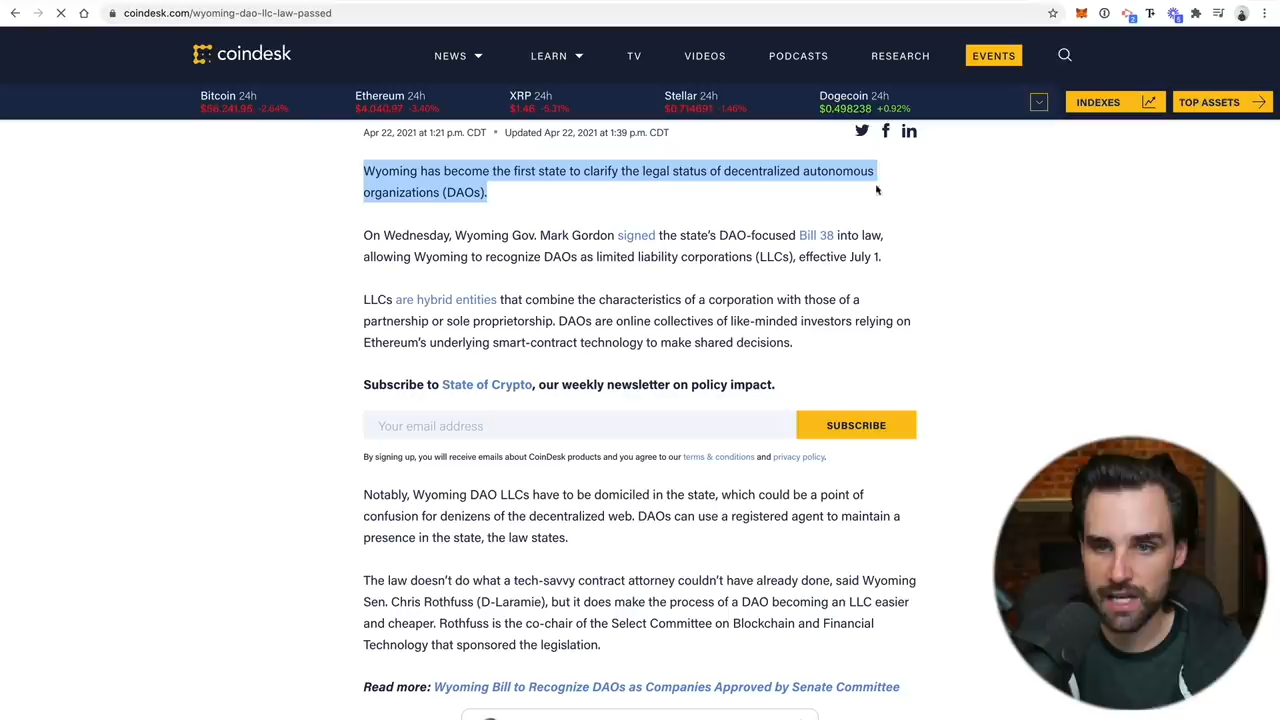 coindesk.com/wyoming-dao-llc-law-passed
2
5
coindesk
NEWS
LEARN
TV
VIDEOS
PODCASTS
RESEARCH
EVENTS
Bitcoin 24h
Ethereum 24h
XRP 24h
Stellar 24h
Dogecoin 24h
$56,241.95 -2.64%
$4,040.97 -3.40%
$1.46 -5.31%
$0.714691 -1.46%
$0.498238 +0.92%
INDEXES
TOP ASSETS
Apr 22, 2021 at 1:21 p.m. CDT • Updated Apr 22, 2021 at 1:39 p.m. CDT
Wyoming has become the first state to clarify the legal status of decentralized autonomous
organizations (DAOs).
On Wednesday, Wyoming Gov. Mark Gordon signed the state’s DAO-focused Bill 38 into law,
allowing Wyoming to recognize DAOs as limited liability corporations (LLCs), effective July 1.
LLCs are hybrid entities that combine the characteristics of a corporation with those of a
partnership or sole proprietorship. DAOs are online collectives of like-minded investors relying on
Ethereum’s underlying smart-contract technology to make shared decisions.
Subscribe to State of Crypto, our weekly newsletter on policy impact.
Your email address
SUBSCRIBE
By signing up, you will receive emails about CoinDesk products and you agree to our terms & conditions and privacy policy.
Notably, Wyoming DAO LLCs have to be domiciled in the state, which could be a point of
confusion for denizens of the decentralized web. DAOs can use a registered agent to maintain a
presence in the state, the law states.
The law doesn’t do what a tech-savvy contract attorney couldn’t have already done, said Wyoming
Sen. Chris Rothfuss (D-Laramie), but it does make the process of a DAO becoming an LLC easier
and cheaper. Rothfuss is the co-chair of the Select Committee on Blockchain and Financial
Technology that sponsored the legislation.
Read more: Wyoming Bill to Recognize DAOs as Companies Approved by Senate Committee